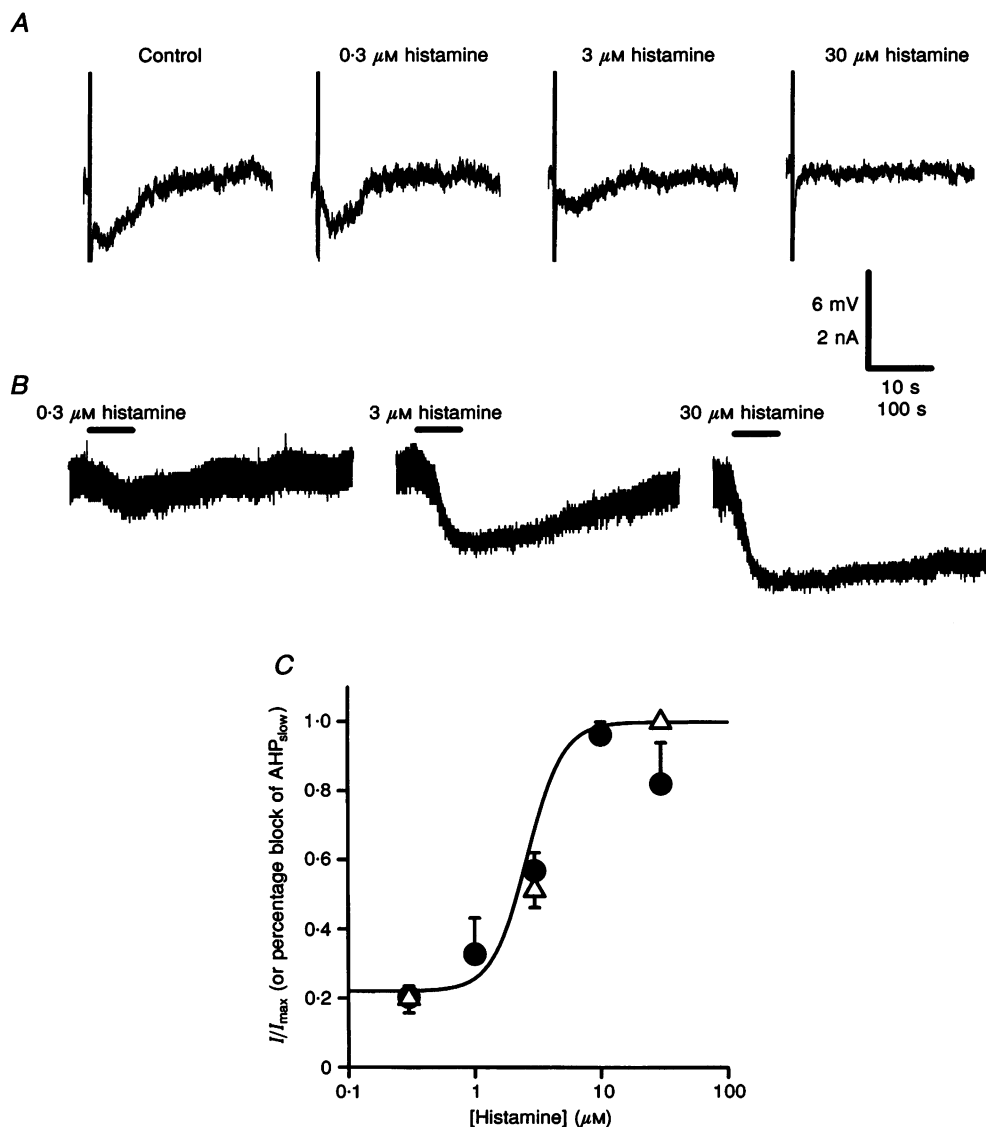 A
Control
0·3 μM histamine
3 μM histamine
30 μM histamine
6 mV
2 nA
10 s
100 s
B
0·3 μM histamine
3 μM histamine
30 μM histamine
C
I/Imax (or percentage block of AHPslow)
1·0
0·8
0·6
0·4
0·2
0
0·1
1
10
100
[Histamine] (μM)